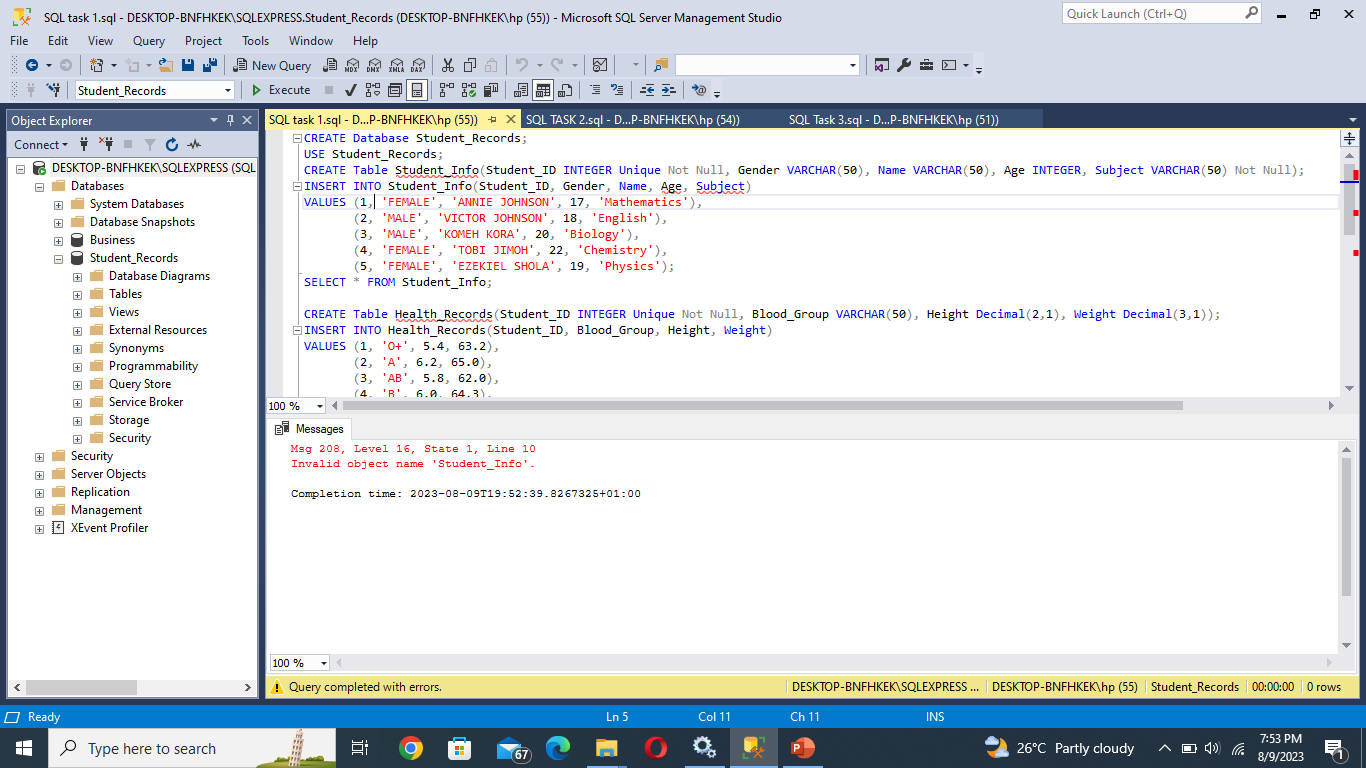 SQL task 1.sql - DESKTOP-BNFHKEK\SQLEXPRESS.Student_Records (DESKTOP-BNFHKEK\hp (55)) - Microsoft SQL Server Management Studio
Quick Launch (Ctrl+Q)
File Edit View Query Project Tools Window Help
New Query MDX DMX XMLA DAX
Student_Records Execute
Object Explorer
Connect
DESKTOP-BNFHKEK\SQLEXPRESS (SQL
Databases
System Databases
Database Snapshots
Business
Student_Records
Database Diagrams
Tables
Views
External Resources
Synonyms
Programmability
Query Store
Service Broker
Storage
Security
Security
Server Objects
Replication
Management
XEvent Profiler
SQL task 1.sql - D...P-BNFHKEK\hp (55)) SQL TASK 2.sql - D...P-BNFHKEK\hp (54)) SQL Task 3.sql - D...P-BNFHKEK\hp (51))
CREATE Database Student_Records;
USE Student_Records;
CREATE Table Student_Info(Student_ID INTEGER Unique Not Null, Gender VARCHAR(50), Name VARCHAR(50), Age INTEGER, Subject VARCHAR(50) Not Null);
INSERT INTO Student_Info(Student_ID, Gender, Name, Age, Subject)
VALUES (1, 'FEMALE', 'ANNIE JOHNSON', 17, 'Mathematics'),
(2, 'MALE', 'VICTOR JOHNSON', 18, 'English'),
(3, 'MALE', 'KOMEH KORA', 20, 'Biology'),
(4, 'FEMALE', 'TOBI JIMOH', 22, 'Chemistry'),
(5, 'FEMALE', 'EZEKIEL SHOLA', 19, 'Physics');
SELECT * FROM Student_Info;
CREATE Table Health_Records(Student_ID INTEGER Unique Not Null, Blood_Group VARCHAR(50), Height Decimal(2,1), Weight Decimal(3,1));
INSERT INTO Health_Records(Student_ID, Blood_Group, Height, Weight)
VALUES (1, 'O+', 5.4, 63.2),
(2, 'A', 6.2, 65.0),
(3, 'AB', 5.8, 62.0),
(4, 'B', 6.0, 64.3),
100 %
Messages
Msg 208, Level 16, State 1, Line 10
Invalid object name 'Student_Info'.
Completion time: 2023-08-09T19:52:39.8267325+01:00
100 %
Query completed with errors. DESKTOP-BNFHKEK\SQLEXPRESS ... DESKTOP-BNFHKEK\hp (55) Student_Records 00:00:00 0 rows
Ready Ln 5 Col 11 Ch 11 INS
Type here to search 67 26°C Partly cloudy 7:53 PM
8/9/2023 1